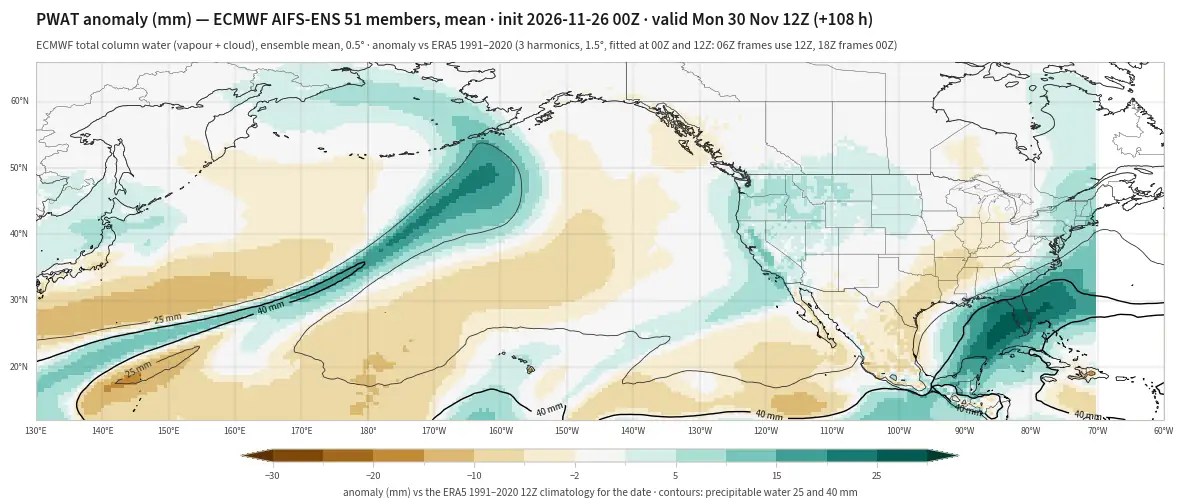 PWAT anomaly (mm) — ECMWF AIFS-ENS 51 members, mean · init 2026-11-26 00Z · valid Mon 30 Nov 12Z (+108 h)
ECMWF total column water (vapour + cloud), ensemble mean, 0.5° · anomaly vs ERA5 1991–2020 (3 harmonics, 1.5°, fitted at 00Z and 12Z: 06Z frames use 12Z, 18Z frames 00Z)
60°N
50°N
40°N
30°N
20°N
25 mm
40 mm
25 mm
40 mm
40 mm
40 mm
40 mm
130°E 140°E 150°E 160°E 170°E 180° 170°W 160°W 150°W 140°W 130°W 120°W 110°W 100°W 90°W 80°W 70°W 60°W
−30 −20 −10 −2 5 15 25
anomaly (mm) vs the ERA5 1991–2020 12Z climatology for the date · contours: precipitable water 25 and 40 mm